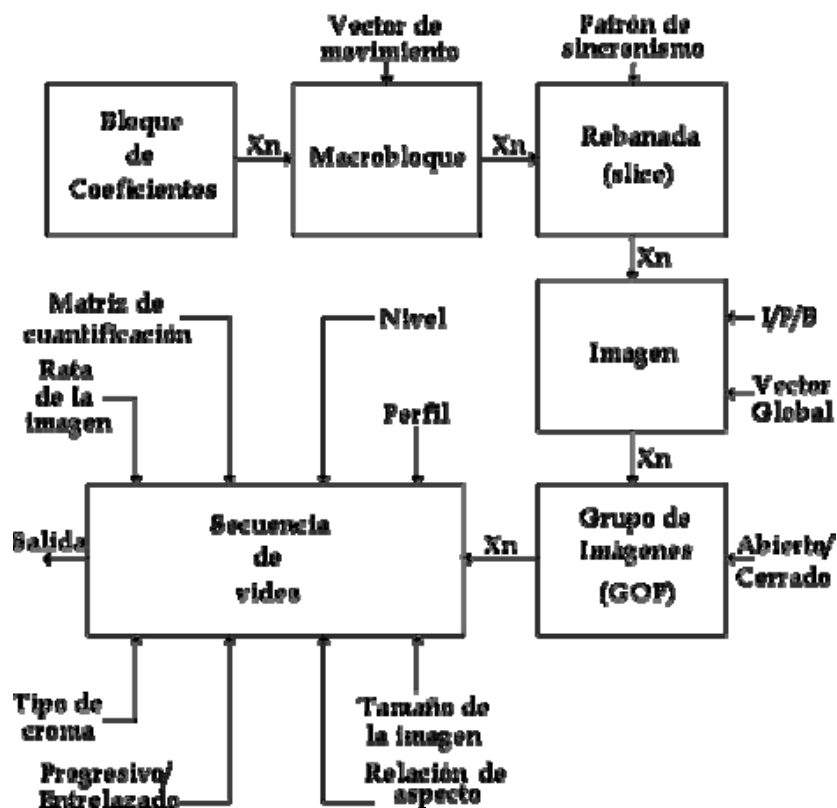 Vector de
movimiento
Patrón de
sincronismo
Bloque
de
Coeficientes
Xn
Macrobloque
Xn
Rebanada
(slice)
Xn
Matriz de
cuantificación
Nivel
Imagen
I/P/B
Rata
de la
imagen
Perfil
Vector
Global
Xn
Salida
Secuencia
de
video
Xn
Grupo de
Imágenes
(GOP)
Abierto/
Cerrado
Tipo de
croma
Tamaño de
la imagen
Progresivo/
Entrelazado
Relación de
aspecto